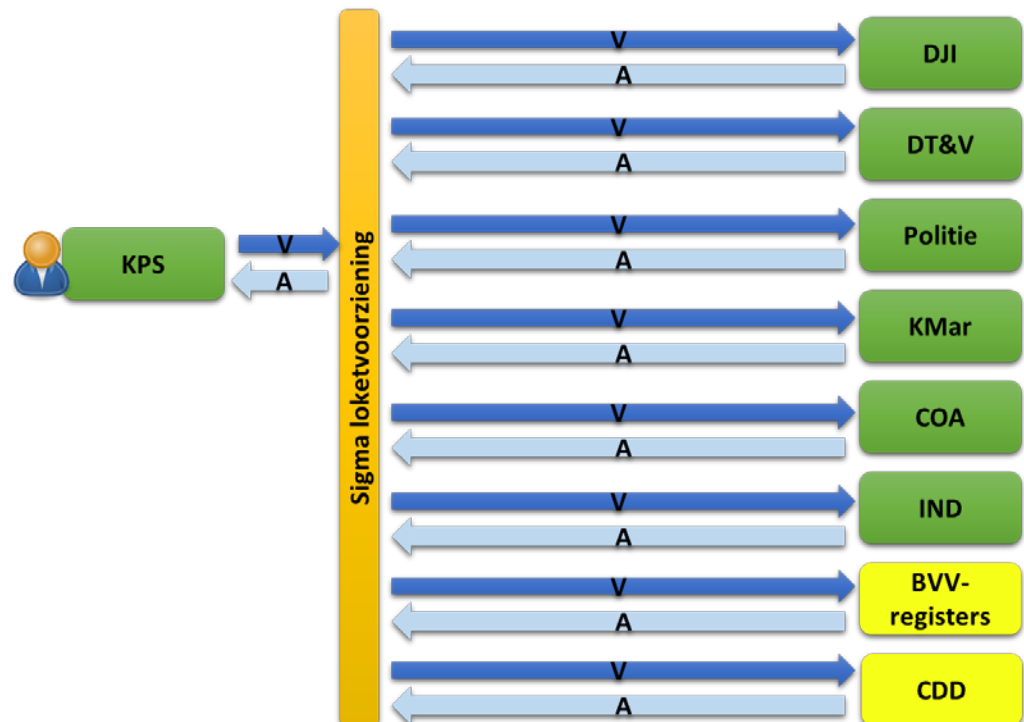 V
DJI
A
V
DT&V
A
V
Politie
A
KPS
V
A
Sigma loketvoorziening
V
KMar
A
V
COA
A
V
IND
A
V
BVV-
registers
A
V
CDD
A